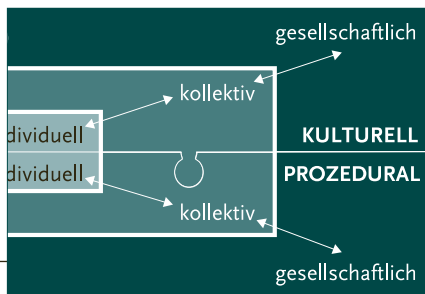 gesellschaftlich
kollektiv
dividuell
KULTURELL
dividuell
PROZEDURAL
kollektiv
gesellschaftlich